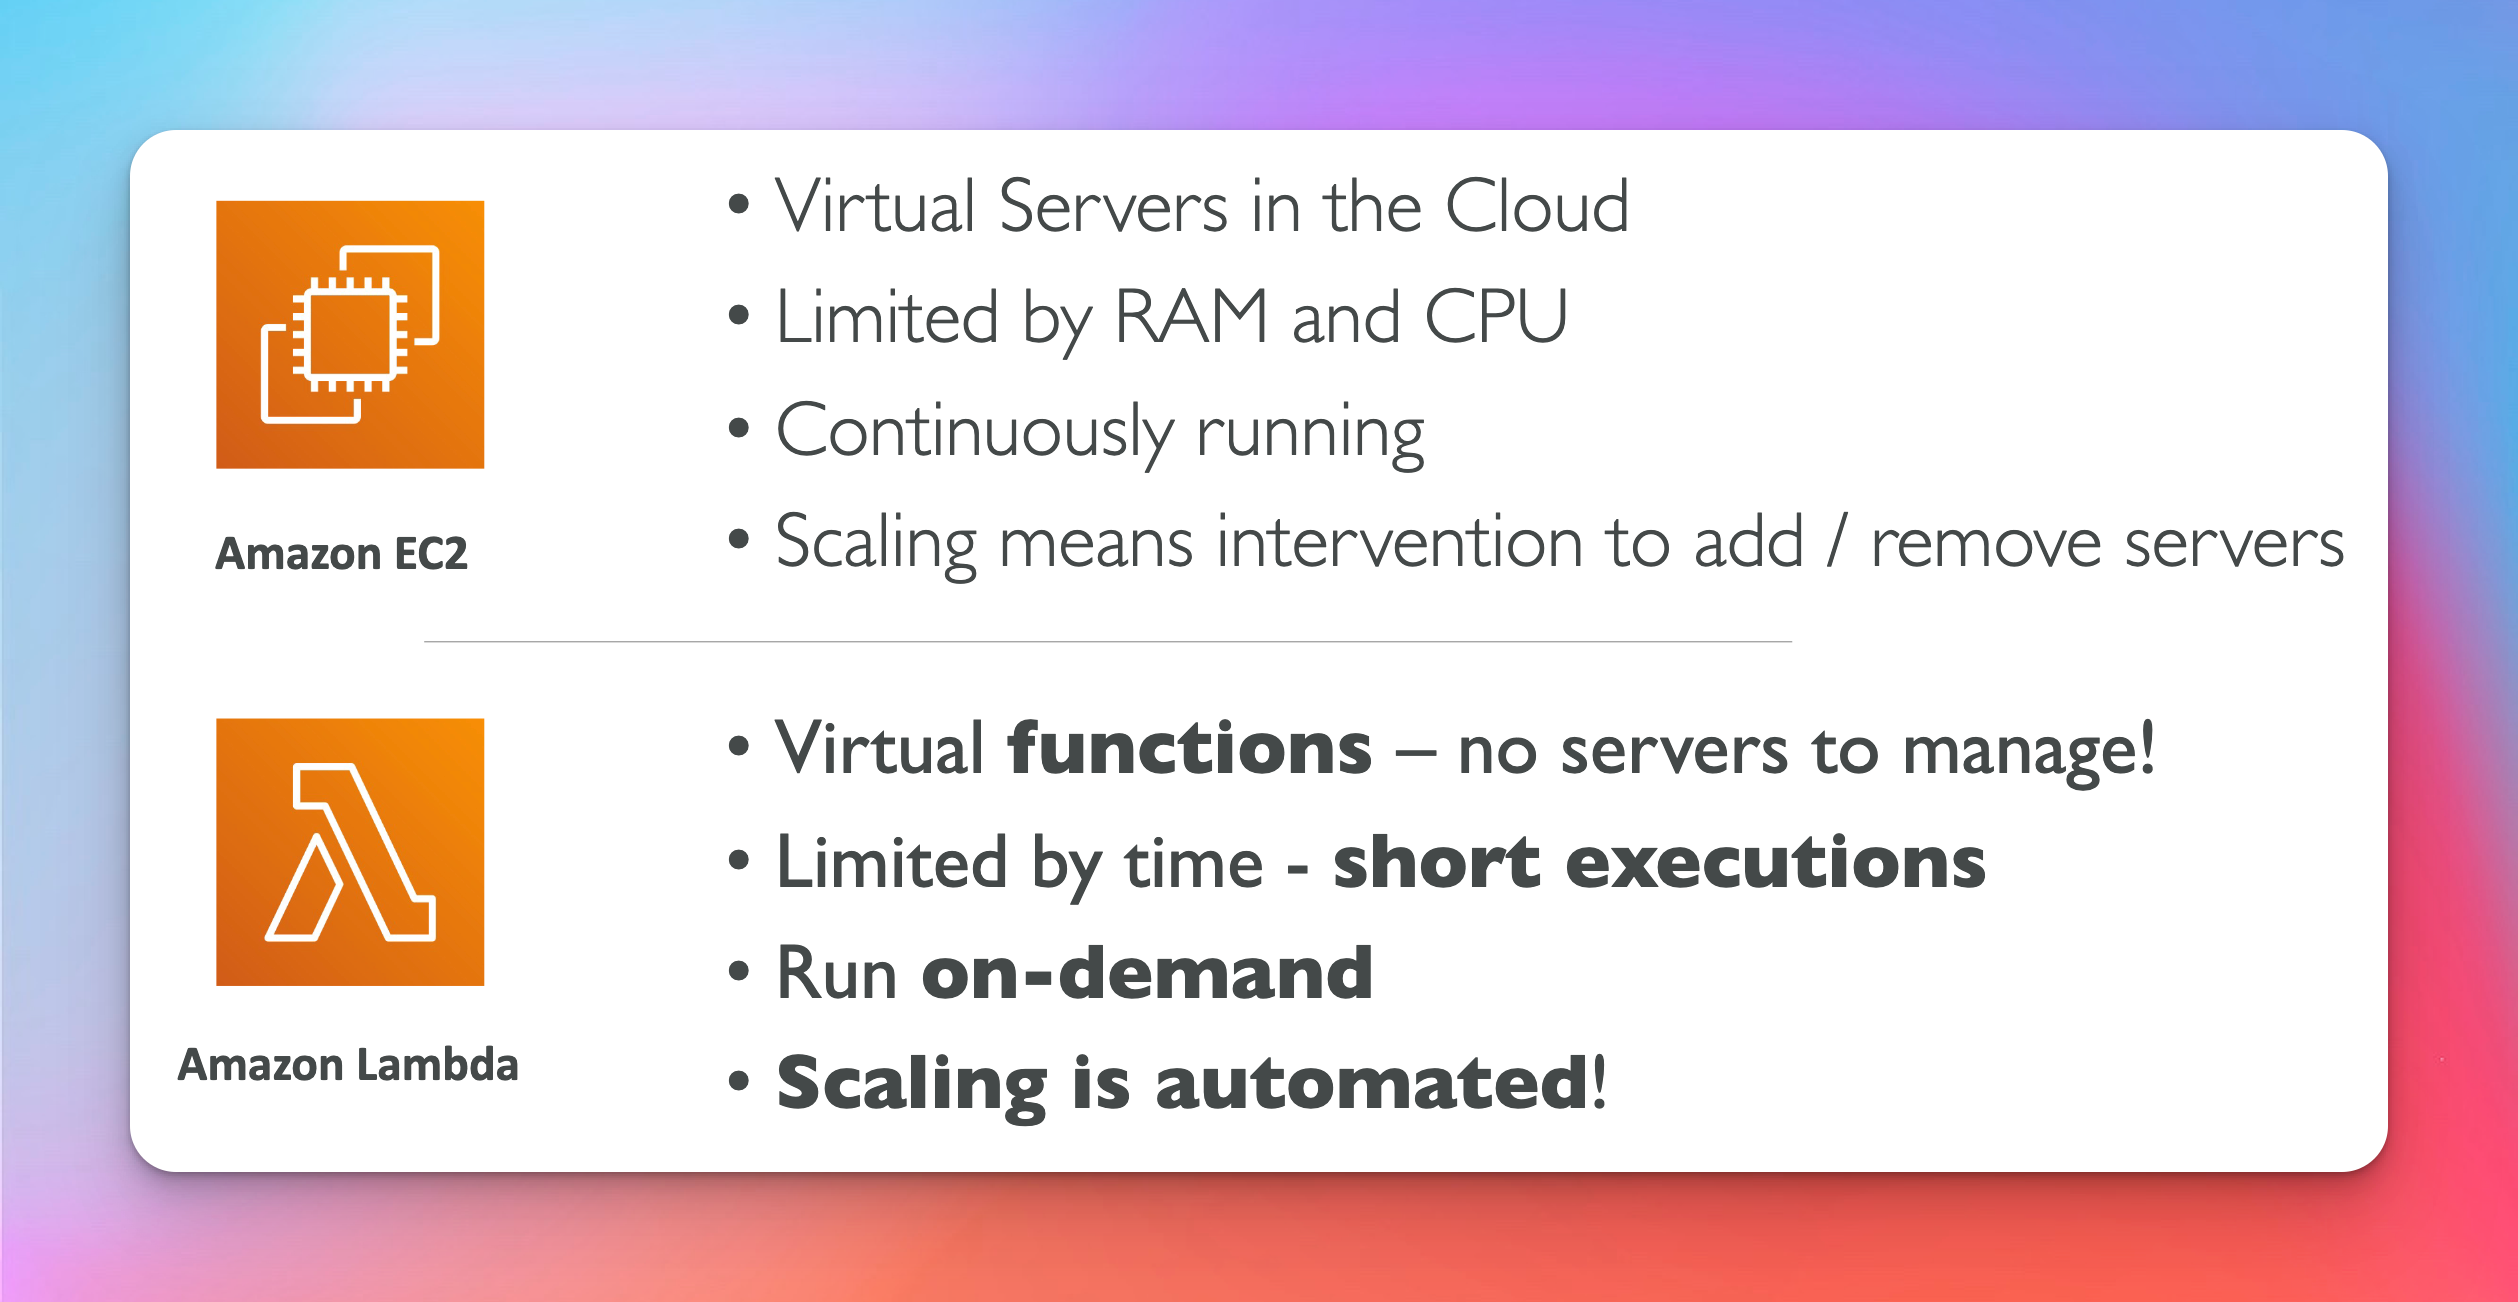 • Virtual Servers in the Cloud
• Limited by RAM and CPU
• Continuously running
• Scaling means intervention to add / remove servers
Amazon EC2
• Virtual functions – no servers to manage!
• Limited by time - short executions
• Run on-demand
• Scaling is automated!
Amazon Lambda